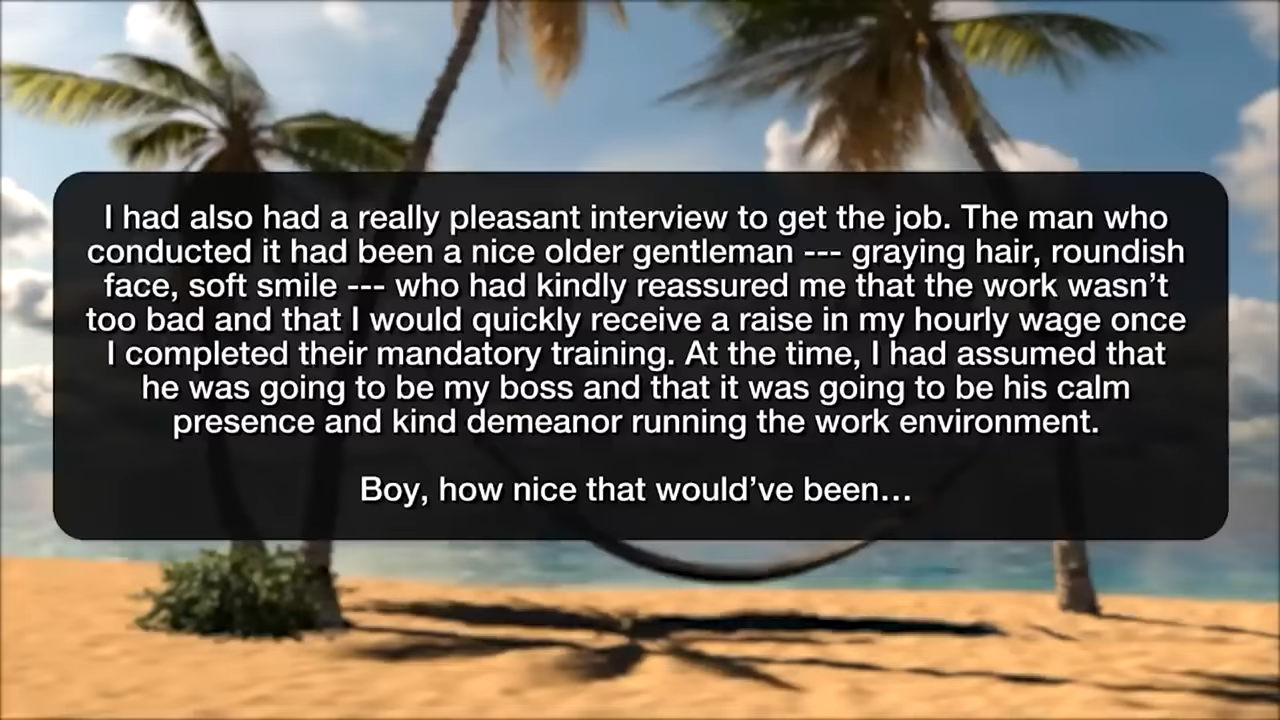 I had also had a really pleasant interview to get the job. The man who
conducted it had been a nice older gentleman --- graying hair, roundish
face, soft smile --- who had kindly reassured me that the work wasn’t
too bad and that I would quickly receive a raise in my hourly wage once
I completed their mandatory training. At the time, I had assumed that
he was going to be my boss and that it was going to be his calm
presence and kind demeanor running the work environment.
Boy, how nice that would’ve been…